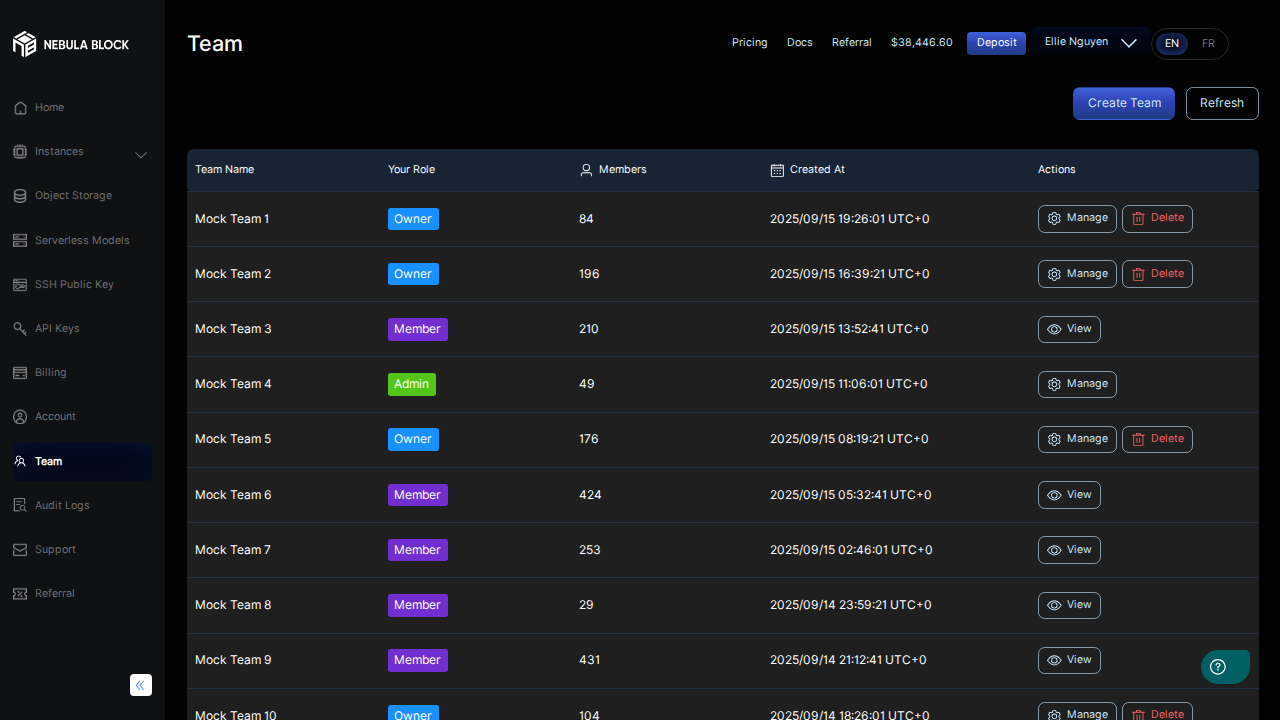 NEBULA BLOCK
Team
Pricing Docs Referral $38,446.60 Deposit Ellie Nguyen EN FR
Create Team Refresh
Home
Instances
Object Storage
Serverless Models
SSH Public Key
API Keys
Billing
Account
Team
Audit Logs
Support
Referral
Team Name Your Role Members Created At Actions
Mock Team 1 Owner 84 2025/09/15 19:26:01 UTC+0 Manage Delete
Mock Team 2 Owner 196 2025/09/15 16:39:21 UTC+0 Manage Delete
Mock Team 3 Member 210 2025/09/15 13:52:41 UTC+0 View
Mock Team 4 Admin 49 2025/09/15 11:06:01 UTC+0 Manage
Mock Team 5 Owner 176 2025/09/15 08:19:21 UTC+0 Manage Delete
Mock Team 6 Member 424 2025/09/15 05:32:41 UTC+0 View
Mock Team 7 Member 253 2025/09/15 02:46:01 UTC+0 View
Mock Team 8 Member 29 2025/09/14 23:59:21 UTC+0 View
Mock Team 9 Member 431 2025/09/14 21:12:41 UTC+0 View
Mock Team 10 Owner 104 2025/09/14 18:26:01 UTC+0 Manage Delete